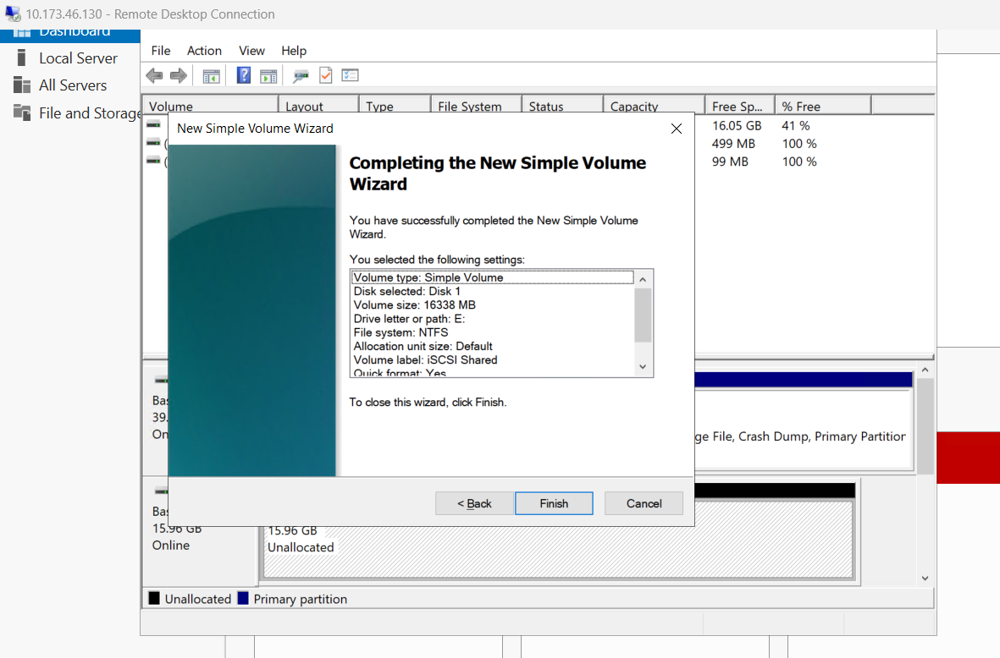 10.173.46.130 - Remote Desktop Connection
Dashboard
Local Server
All Servers
File and Storage
File Action View Help
Volume Layout Type File System Status Capacity Free Sp... % Free
16.05 GB 41 %
( 499 MB 100 %
( 99 MB 100 %
New Simple Volume Wizard
Completing the New Simple Volume
Wizard
You have successfully completed the New Simple Volume
Wizard.
You selected the following settings:
Volume type: Simple Volume
Disk selected: Disk 1
Volume size: 16338 MB
Drive letter or path: E:
File system: NTFS
Allocation unit size: Default
Volume label: iSCSI Shared
Quick format: Yes
To close this wizard, click Finish.
< Back Finish Cancel
Bas
39.
On
ge File, Crash Dump, Primary Partition
Bas
15.96 GB
Online
15.96 GB
Unallocated
Unallocated Primary partition